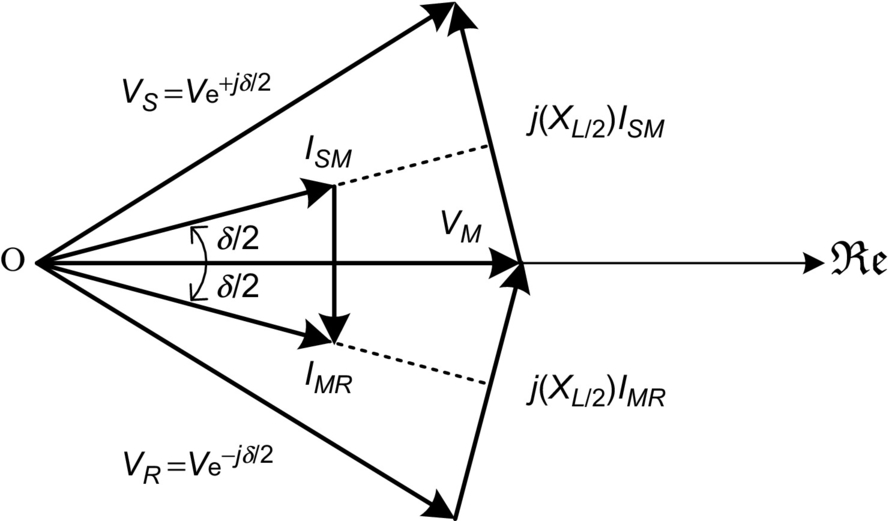 V_S=Ve^{+jδ/2}
j(X_{L/2})I_{SM}
I_{SM}
V_M
δ/2
O
ℜe
δ/2
I_{MR}
j(X_{L/2})I_{MR}
V_R=Ve^{−jδ/2}